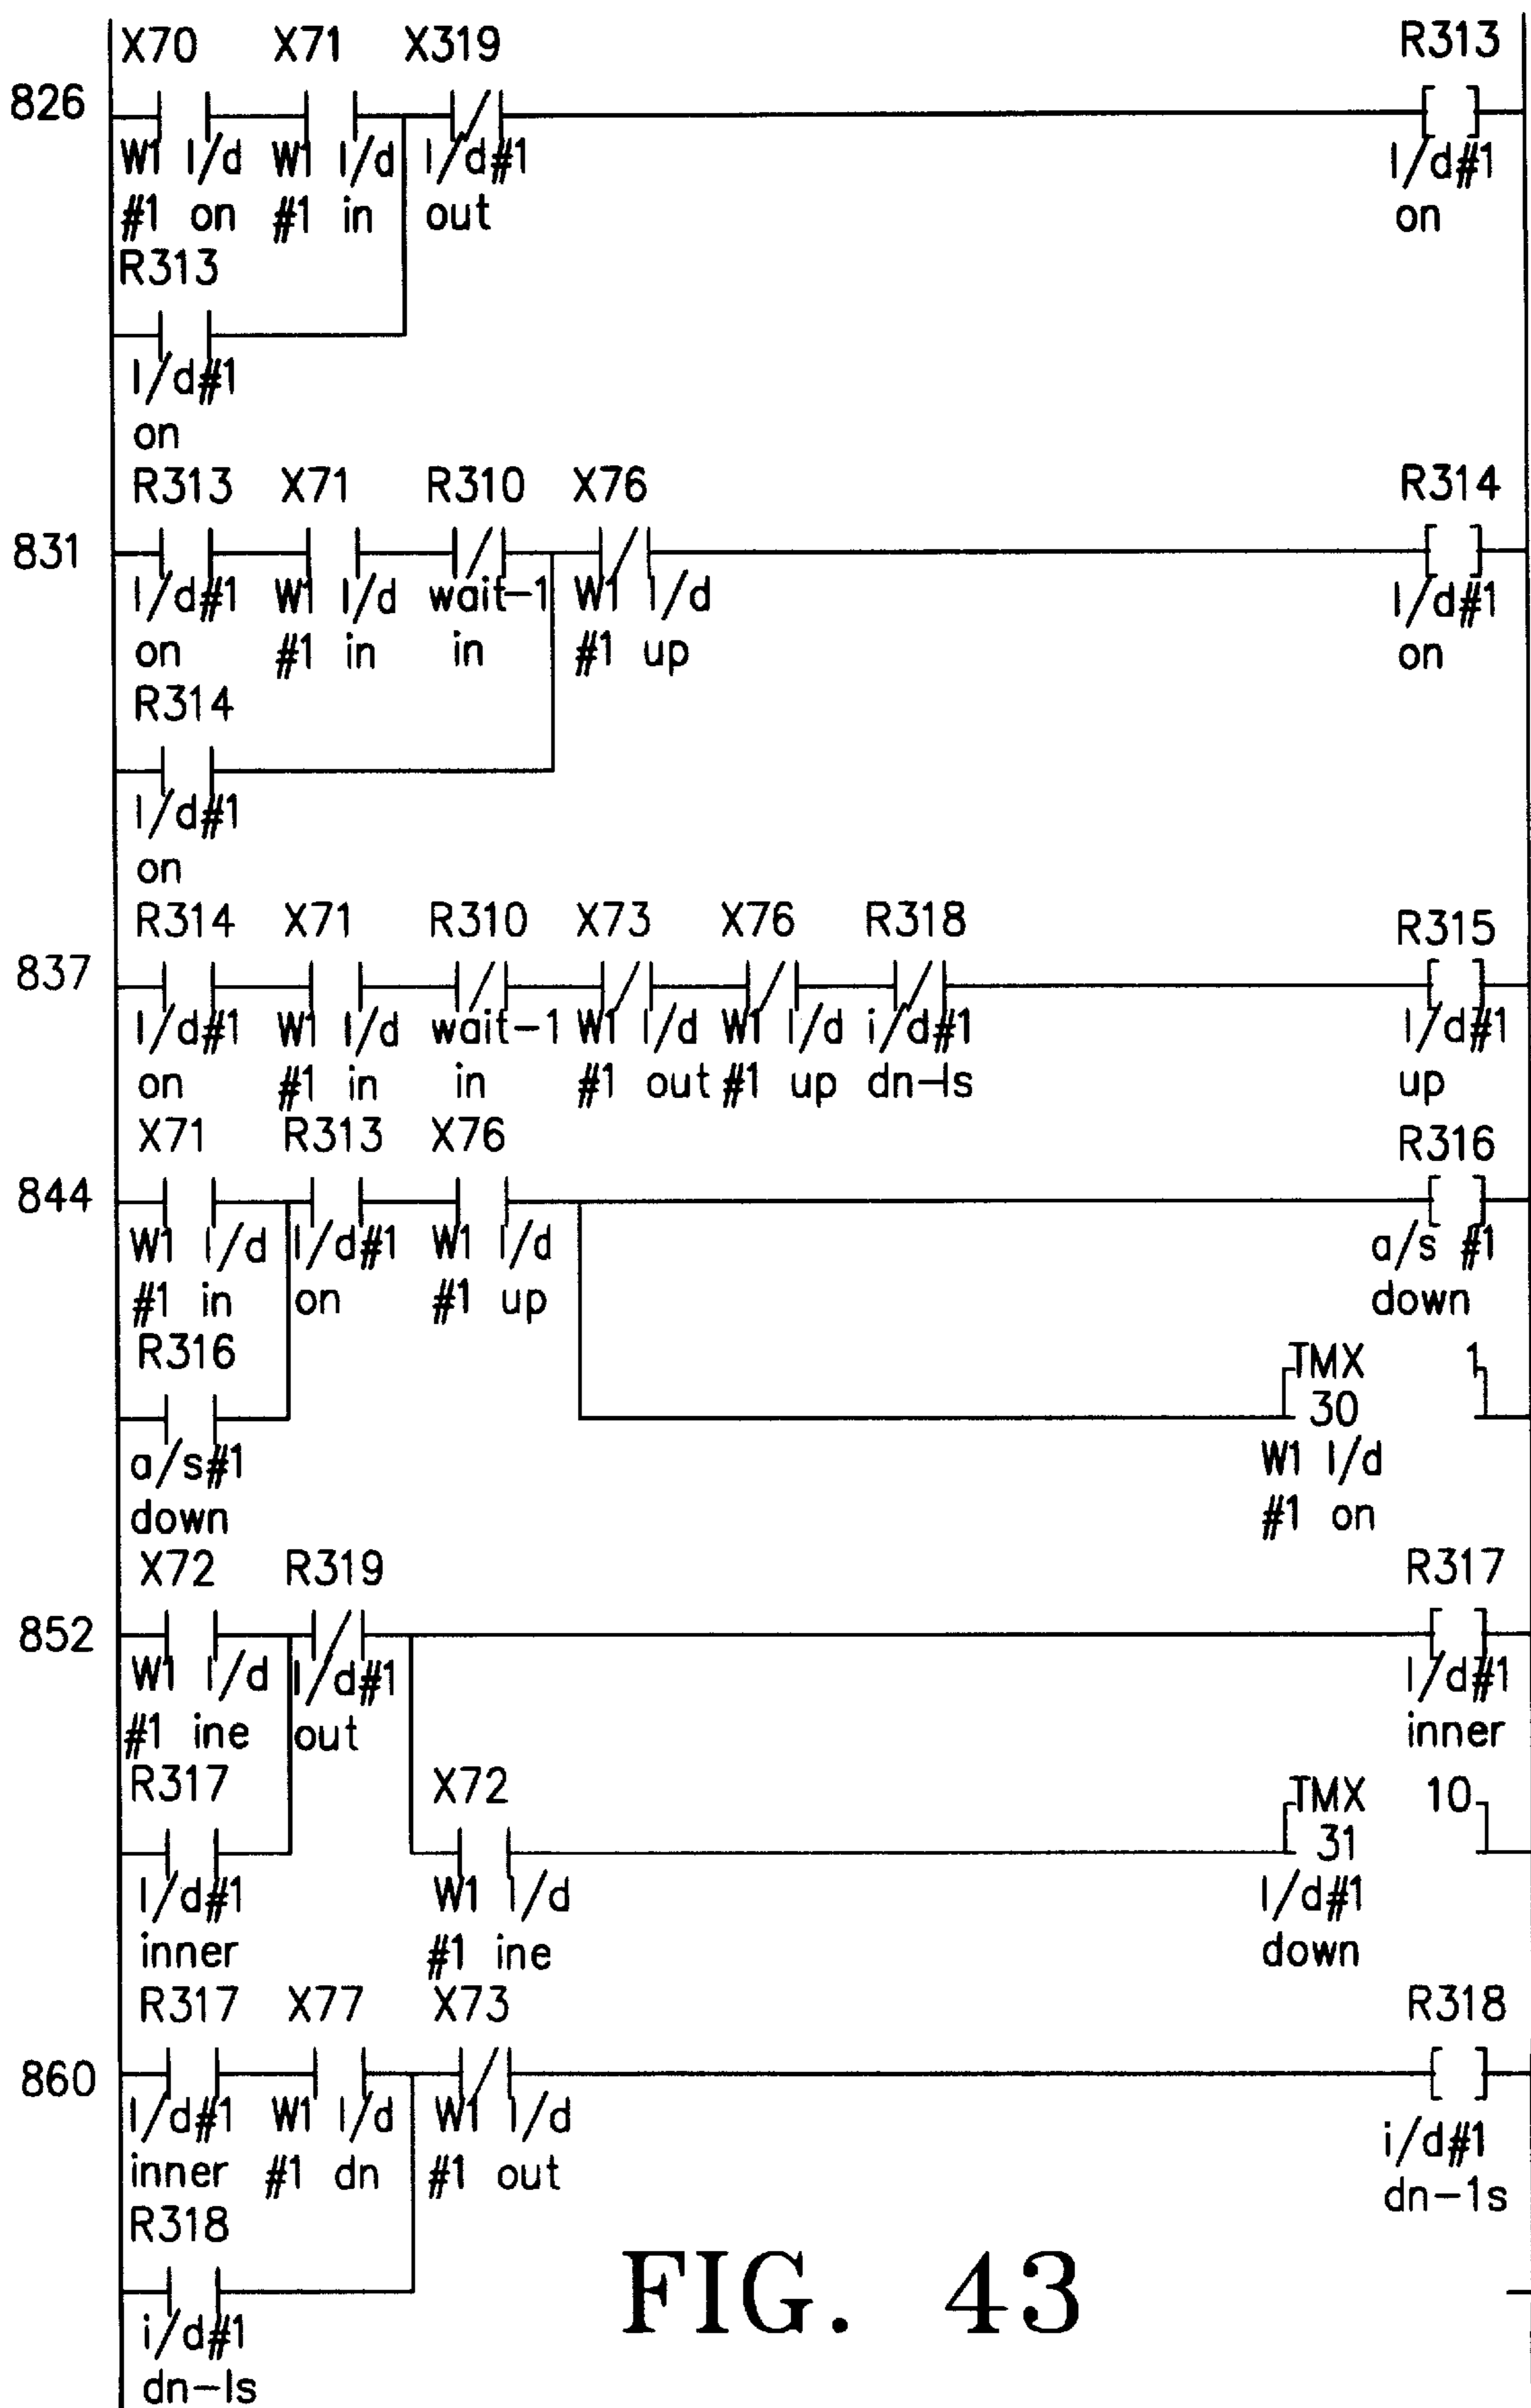 X70 X71 X319 R313
826
W1 l/d W1 l/d l/d#1 l/d#1
#1 on #1 in out on
R313
l/d#1
on
R313 X71 R310 X76 R314
831
l/d#1 W1 l/d wait-1 W1 l/d l/d#1
on #1 in in #1 up on
R314
l/d#1
on
R314 X71 R310 X73 X76 R318 R315
837
l/d#1 W1 l/d wait-1 W1 l/d W1 l/d i/d#1 l/d#1
on #1 in in #1 out #1 up dn-ls up
X71 R313 X76 R316
844
W1 l/d l/d#1 W1 l/d a/s #1
#1 in on #1 up down
R316 TMX 1
30
a/s#1 W1 l/d
down #1 on
X72 R319 R317
852
W1 l/d l/d#1 l/d#1
#1 ine out inner
R317 X72 TMX 10
31
l/d#1 W1 l/d l/d#1
inner #1 ine down
R317 X77 X73 R318
860
l/d#1 W1 l/d W1 l/d i/d#1
inner #1 dn #1 out dn-1s
R318
i/d#1
dn-ls
FIG. 43